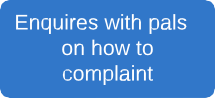 Enquires with pals
on how to
complaint